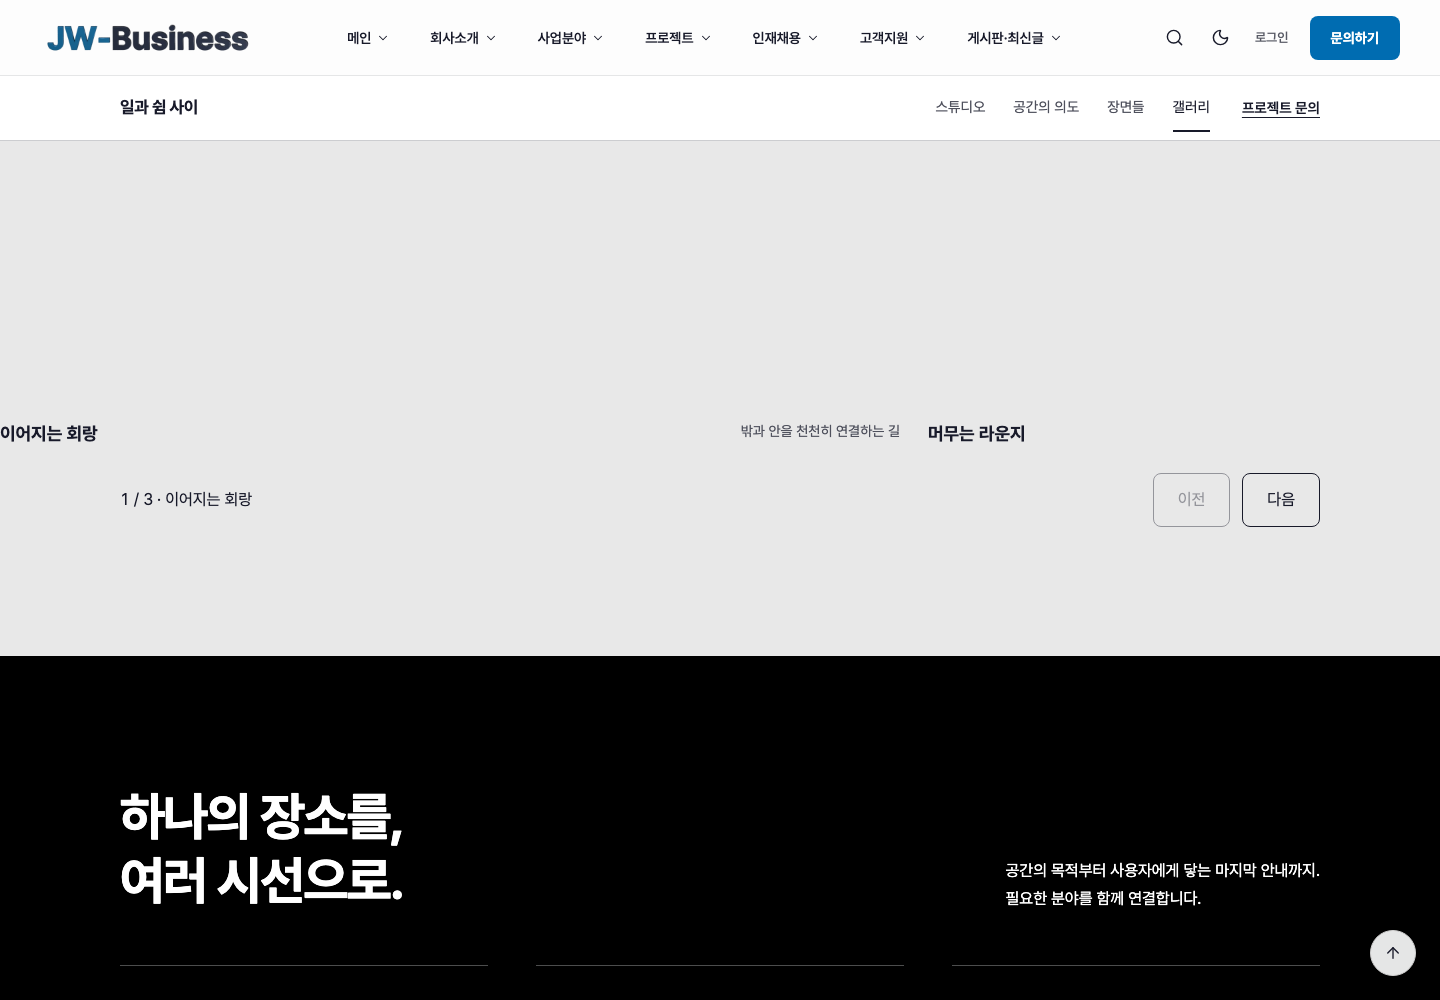 JW-Business
메인
회사소개
사업분야
프로젝트
인재채용
고객지원
게시판·최신글
로그인
문의하기
일과 쉼 사이
스튜디오
공간의 의도
장면들
갤러리
프로젝트 문의
이어지는 회랑
밖과 안을 천천히 연결하는 길
머무는 라운지
1 / 3 · 이어지는 회랑
이전
다음
하나의 장소를,
여러 시선으로.
공간의 목적부터 사용자에게 닿는 마지막 안내까지.
필요한 분야를 함께 연결합니다.